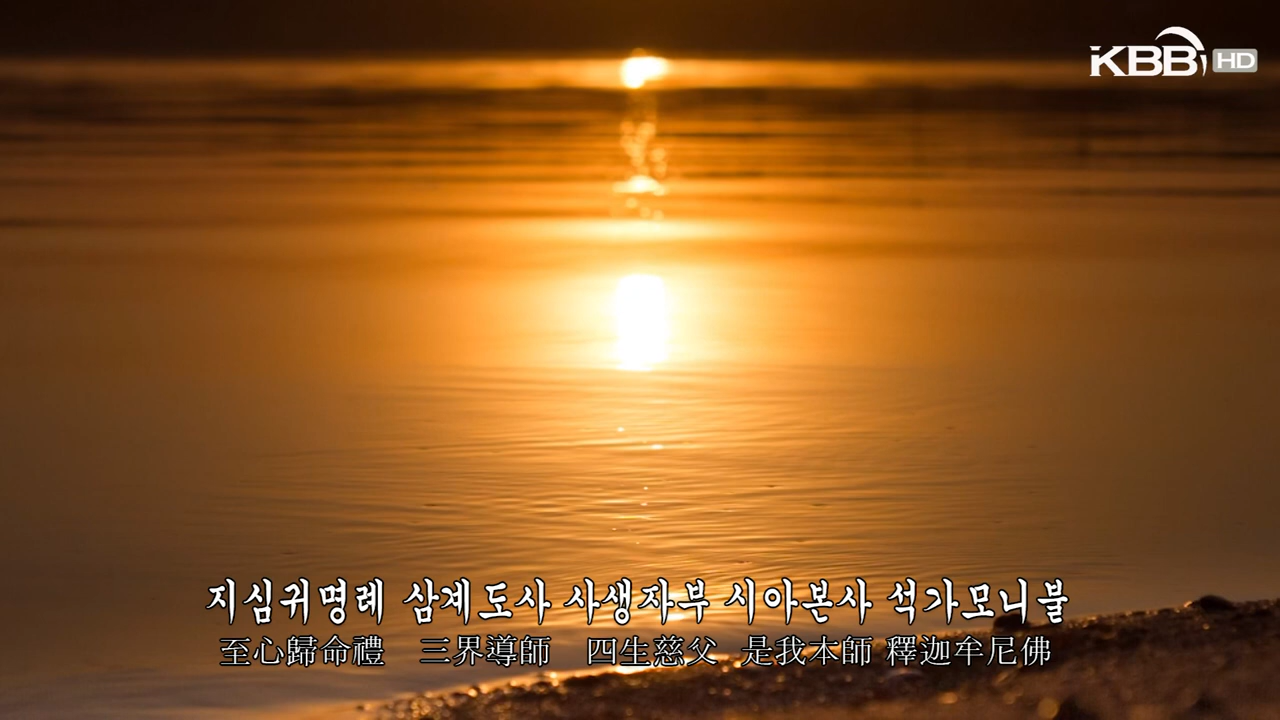 KBBi HD
지심귀명례 삼계도사 사생자부 시아본사 석가모니불
至心歸命禮 三界導師 四生慈父 是我本師 釋迦牟尼佛